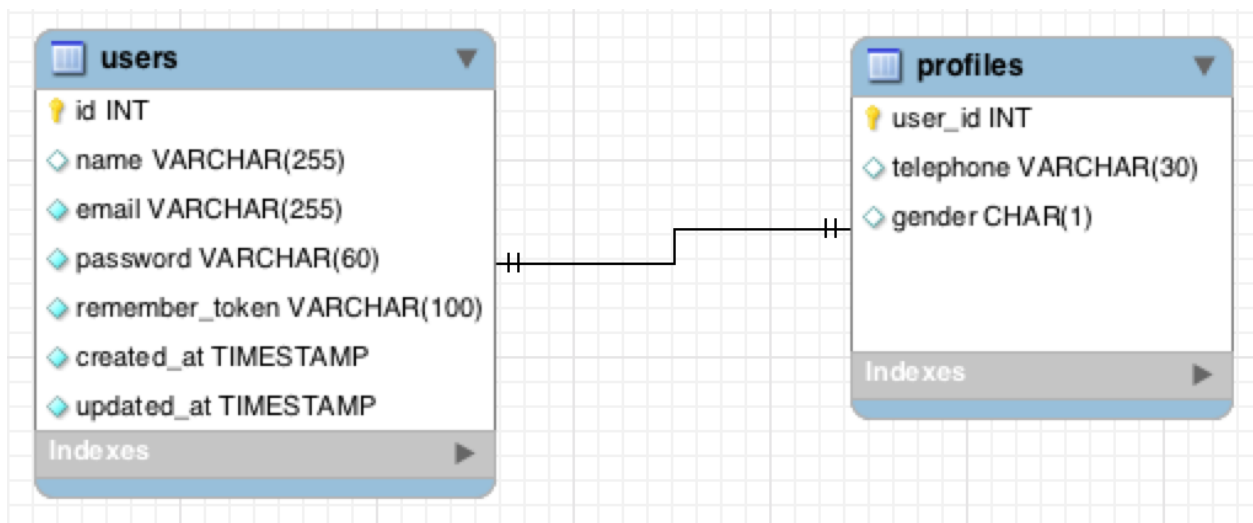 users
id INT
name VARCHAR(255)
email VARCHAR(255)
password VARCHAR(60)
remember_token VARCHAR(100)
created_at TIMESTAMP
updated_at TIMESTAMP
Indexes
profiles
user_id INT
telephone VARCHAR(30)
gender CHAR(1)
Indexes